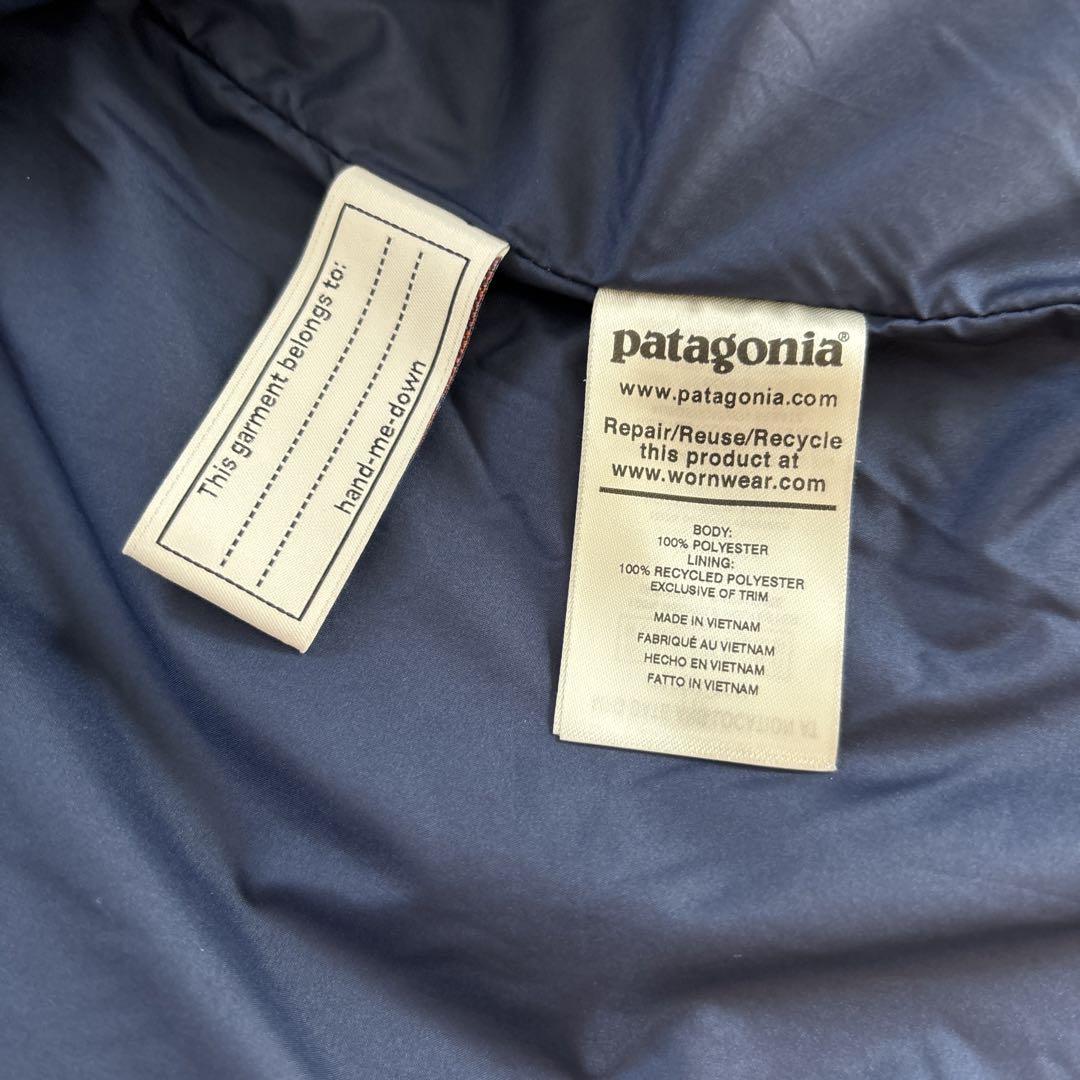 This garment belongs to:
hand-me-down
patagonia®
www.patagonia.com
Repair/Reuse/Recycle
this product at
www.wornwear.com
BODY:
100% POLYESTER
LINING:
100% RECYCLED POLYESTER
EXCLUSIVE OF TRIM
MADE IN VIETNAM
FABRIQUÉ AU VIETNAM
HECHO EN VIETNAM
FATTO IN VIETNAM